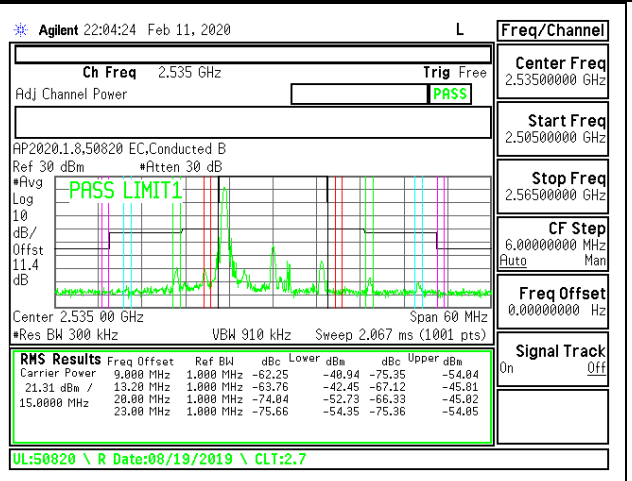 Agilent 22:04:24 Feb 11, 2020 L
Freq/Channel
Ch Freq 2.535 GHz Trig Free
Adj Channel Power PASS
AP2020.1.8,50820 EC,Conducted B
Ref 30 dBm #Atten 30 dB
#Avg
Log
10
dB/
Offst
11.4
dB
PASS LIMIT1
Center 2.535 00 GHz Span 60 MHz
#Res BW 300 kHz VBW 910 kHz Sweep 2.067 ms (1001 pts)
RMS Results Freq Offset Ref BW dBc Lower dBm dBc Upper dBm
Carrier Power 9.000 MHz 1.000 MHz -62.25 -40.94 -75.35 -54.04
21.31 dBm / 13.20 MHz 1.000 MHz -63.76 -42.45 -67.12 -45.81
15.0000 MHz 20.00 MHz 1.000 MHz -74.04 -52.73 -66.33 -45.02
23.00 MHz 1.000 MHz -75.66 -54.35 -75.36 -54.05
UL:50820 \ R Date:08/19/2019 \ CLT:2.7
Center Freq
2.53500000 GHz
Start Freq
2.50500000 GHz
Stop Freq
2.56500000 GHz
CF Step
6.00000000 MHz
Auto Man
Freq Offset
0.00000000 Hz
Signal Track
On Off